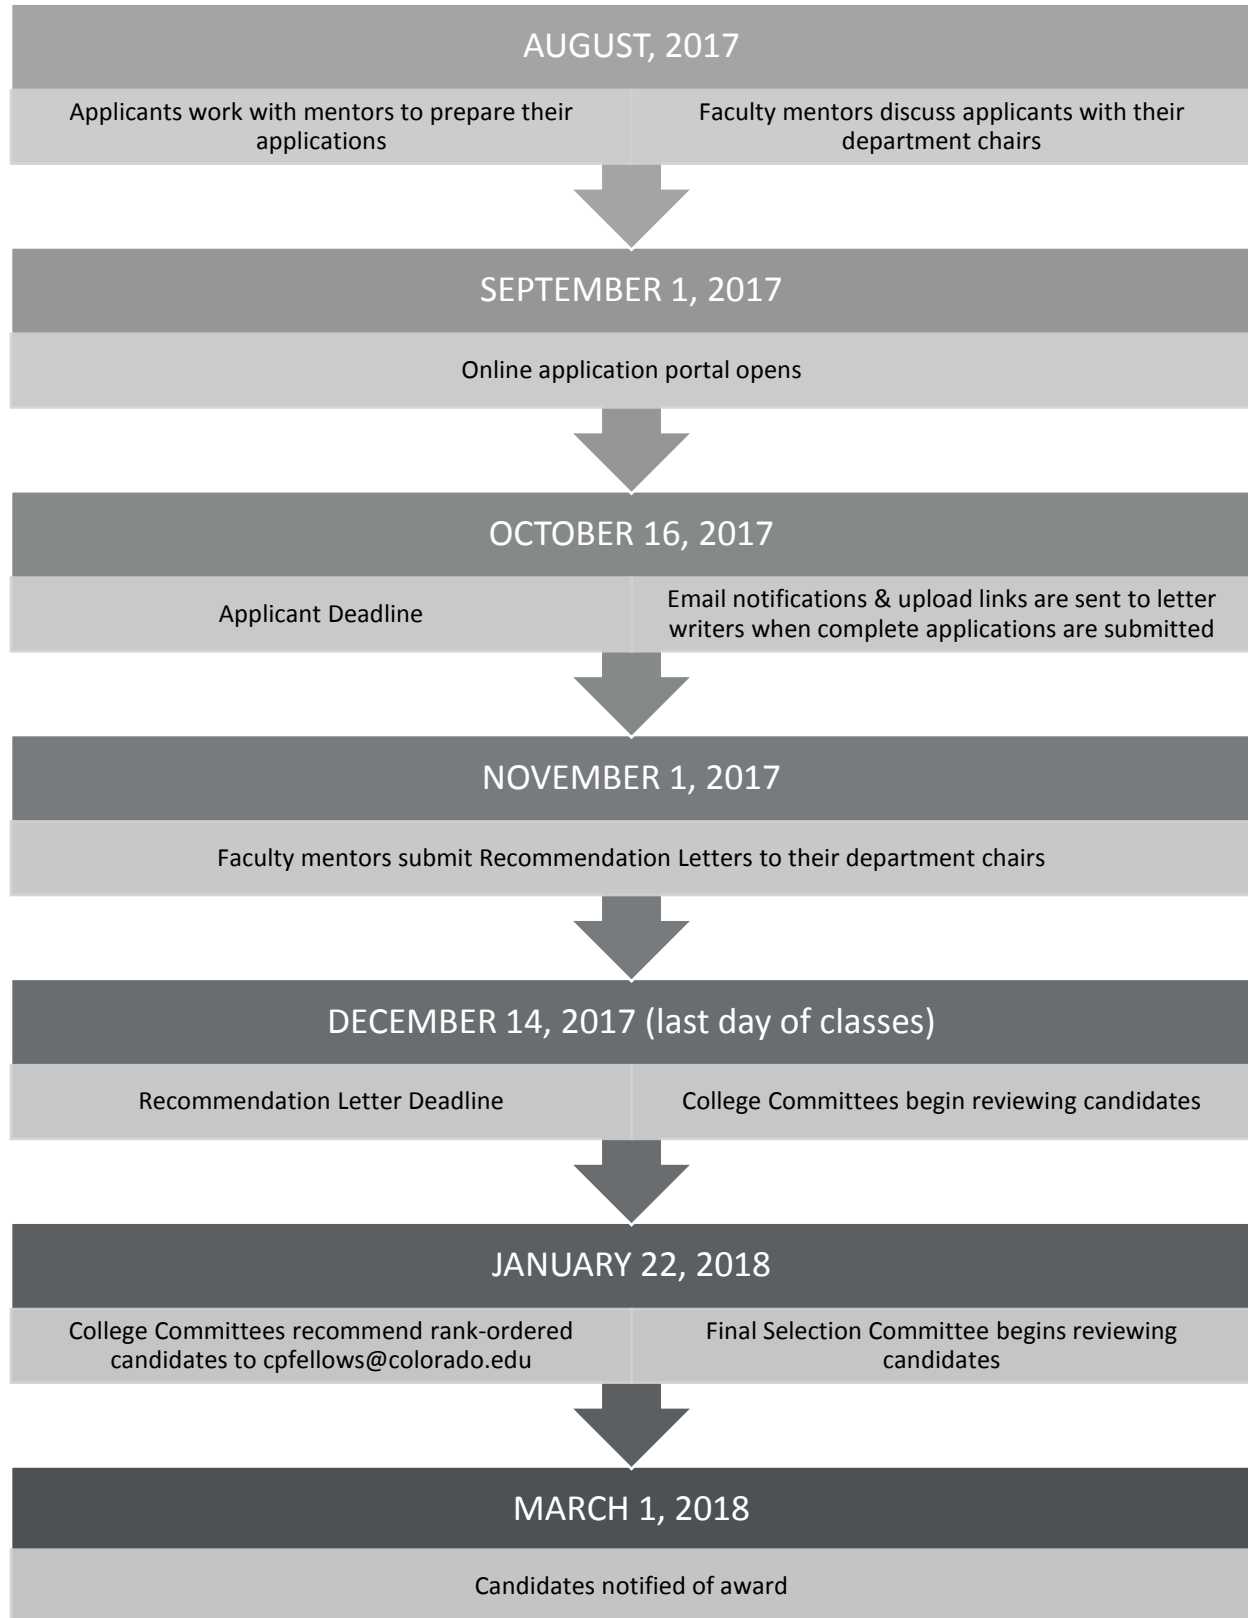 AUGUST, 2017
Applicants work with mentors to prepare their
applications
Faculty mentors discuss applicants with their
department chairs
SEPTEMBER 1, 2017
Online application portal opens
OCTOBER 16, 2017
Applicant Deadline
Email notifications & upload links are sent to letter
writers when complete applications are submitted
NOVEMBER 1, 2017
Faculty mentors submit Recommendation Letters to their department chairs
DECEMBER 14, 2017 (last day of classes)
Recommendation Letter Deadline
College Committees begin reviewing candidates
JANUARY 22, 2018
College Committees recommend rank-ordered
candidates to cpfellows@colorado.edu
Final Selection Committee begins reviewing
candidates
MARCH 1, 2018
Candidates notified of award